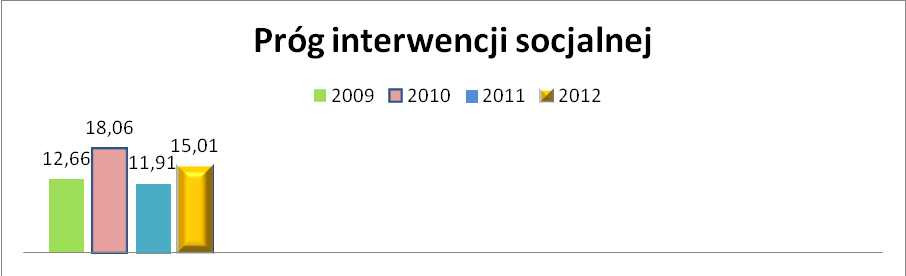 Próg interwencji socjalnej
2009 2010 2011 2012
12,66 18,06 11,91 15,01